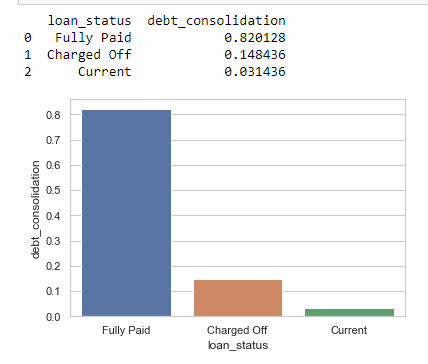 loan_status debt_consolidation
0 Fully Paid 0.820128
1 Charged Off 0.148436
2 Current 0.031436
0.8
0.7
0.6
0.5
0.4
0.3
0.2
0.1
0.0
debt_consolidation
Fully Paid Charged Off Current
loan_status